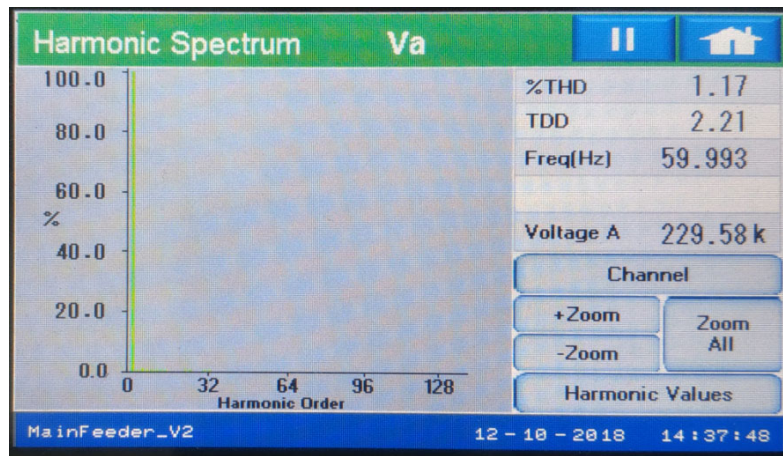 Harmonic Spectrum Va
100.0
80.0
60.0
%
40.0
20.0
0.0
0 32 64 96 128
Harmonic Order
%THD 1.17
TDD 2.21
Freq(Hz) 59.993
Voltage A 229.58 k
Channel
+Zoom
-Zoom
Zoom
All
Harmonic Values
MainFeeder_V2 12-10-2018 14:37:48